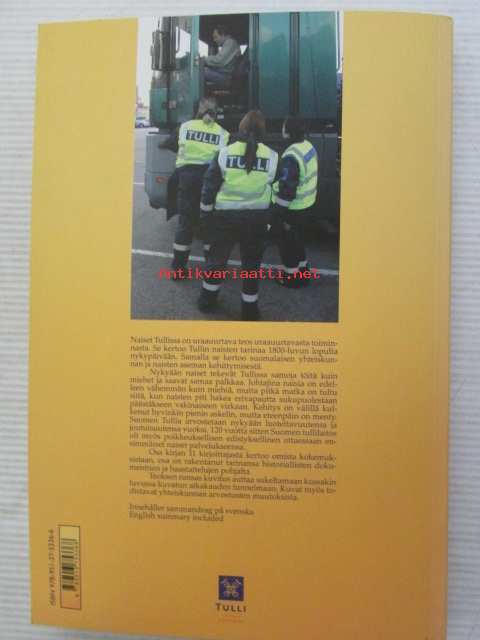 TULLI
TULLI
Antikvariaatti.net
Naiset Tullissa on uraauurtava teos uraauurtavasta toimin-
nasta. Se kertoo Tullin naisten tarinaa 1800-luvun lopulta
nykypäivään. Samalla se kertoo suomalaisen yhteiskun-
nan ja naisten aseman kehittymisestä.
Nykyään naiset tekevät Tullissa samoja töitä kuin
miehet ja saavat samaa palkkaa. Johtajina naisia on edel-
leen vähemmän kuin miehiä, mutta pitkä matka on tultu
siitä, kun naisten piti hakea erivapautta sukupuolestaan
päästäkseen vakinaiseen virkaan. Kehitys on välillä kul-
kenut hyvinkin pienin askelin, mutta eteenpäin on menty.
Suomen Tullia arvostetaan nykyään luotettavuutensa ja
joutuisuutensa vuoksi. 120 vuotta sitten Suomen tullilaitos
oli myös poikkeuksellisen edistyksellinen ottaessaan en-
simmäiset naiset palvelukseensa.
Osa kirjan 11 kirjoittajasta kertoo omista kokemuk-
sistaan, osa on rakentanut tarinansa historiallisten doku-
menttien ja haastattelujen pohjalta.
Teoksen runsas kuvitus auttaa sukeltamaan kussakin
luvussa kuvatun aikakauden tunnelmaan. Kuvat myös to-
distavat yhteiskunnan arvostusten muutoksista.
Innehåller sammandrag på svenska
English summary included
TULLI